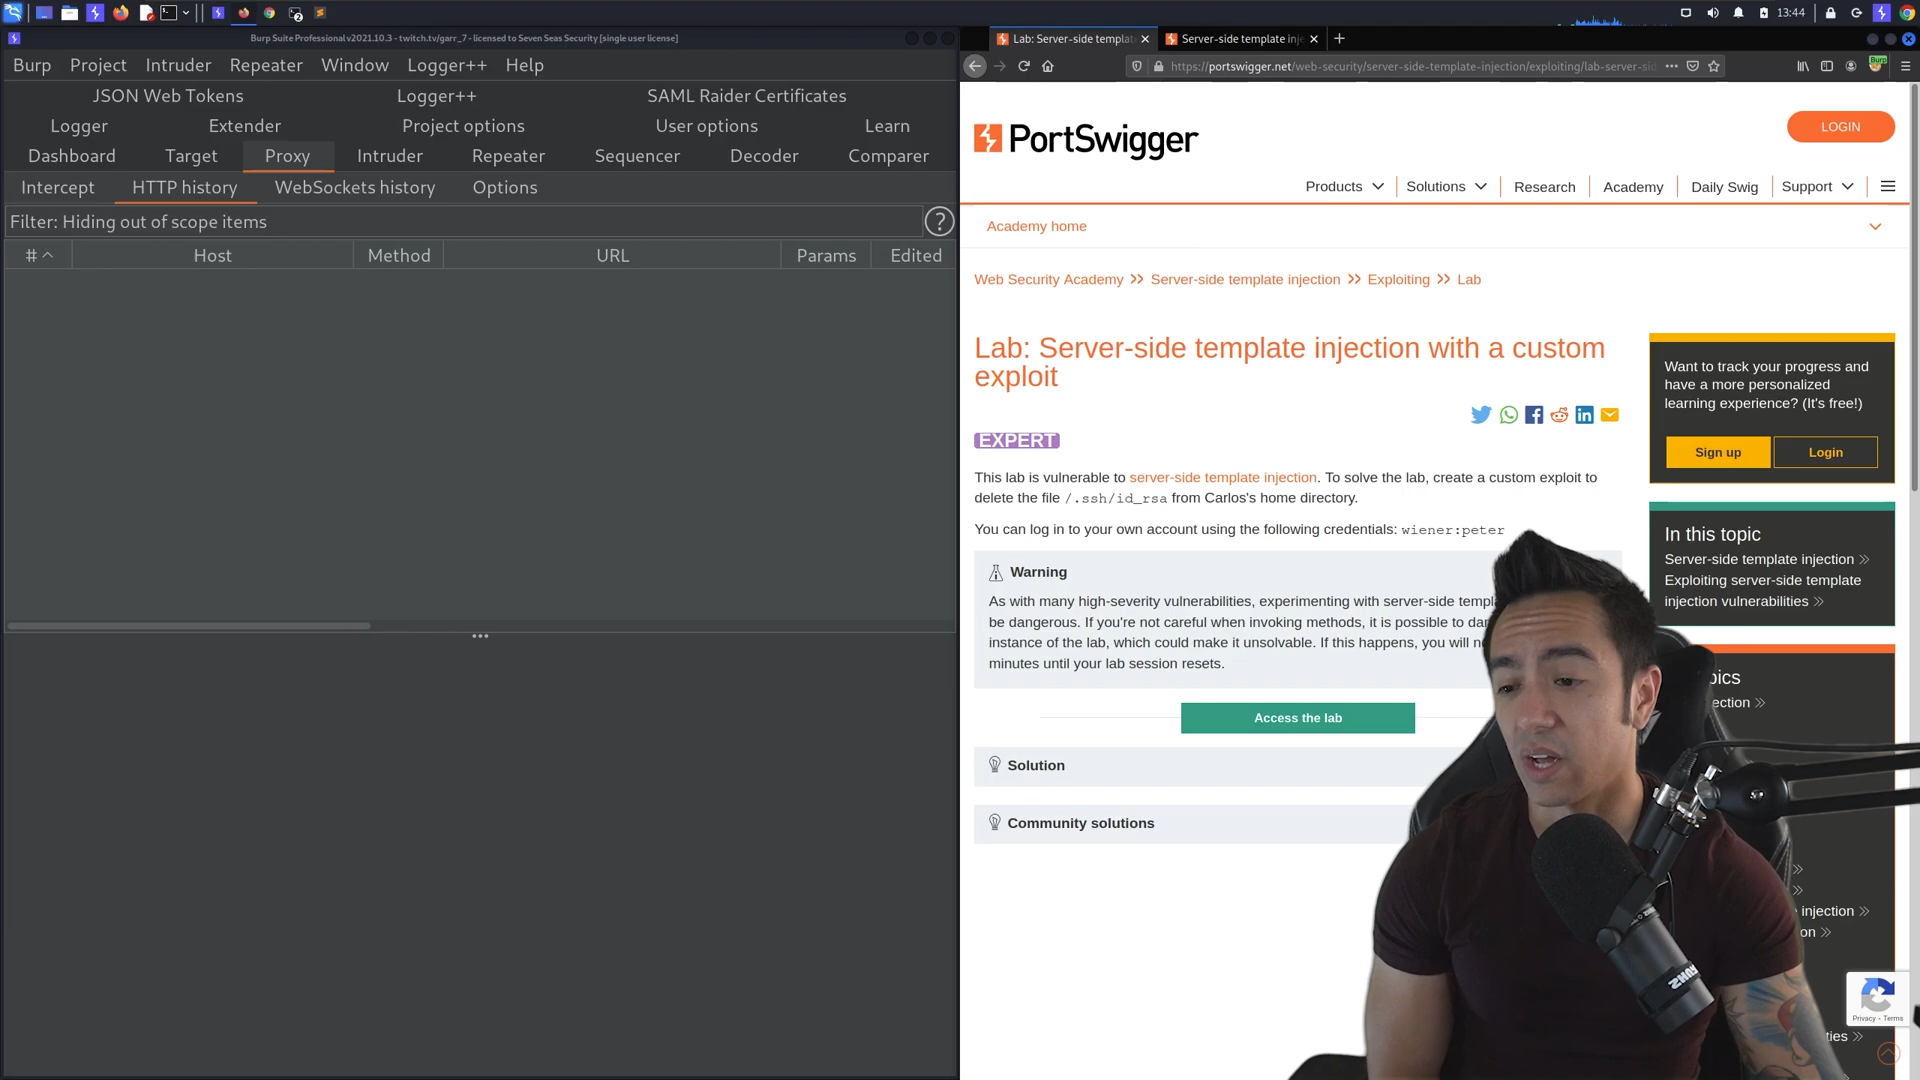 13:44
Burp Suite Professional v2021.10.3 - twitch.tv/garr_7 - licensed to Seven Seas Security [single user license]
Burp Project Intruder Repeater Window Logger++ Help
JSON Web Tokens Logger++ SAML Raider Certificates
Logger Extender Project options User options Learn
Dashboard Target Proxy Intruder Repeater Sequencer Decoder Comparer
Intercept HTTP history WebSockets history Options
Filter: Hiding out of scope items ?
# Host Method URL Params Edited
Lab: Server-side templat
Server-side template inj
https://portswigger.net/web-security/server-side-template-injection/exploiting/lab-server-sid
Burp
PortSwigger
LOGIN
Products Solutions Research Academy Daily Swig Support
Academy home
Web Security Academy Server-side template injection Exploiting Lab
Lab: Server-side template injection with a custom
exploit
EXPERT
This lab is vulnerable to server-side template injection. To solve the lab, create a custom exploit to
delete the file /.ssh/id_rsa from Carlos's home directory.
You can log in to your own account using the following credentials: wiener:peter
Warning
As with many high-severity vulnerabilities, experimenting with server-side templ
be dangerous. If you're not careful when invoking methods, it is possible to da
instance of the lab, which could make it unsolvable. If this happens, you will n
minutes until your lab session resets.
Access the lab
Solution
Community solutions
Want to track your progress and
have a more personalized
learning experience? (It's free!)
Sign up Login
In this topic
Server-side template injection
Exploiting server-side template
injection vulnerabilities
pics
ection
injection
on
ties
Privacy - Terms